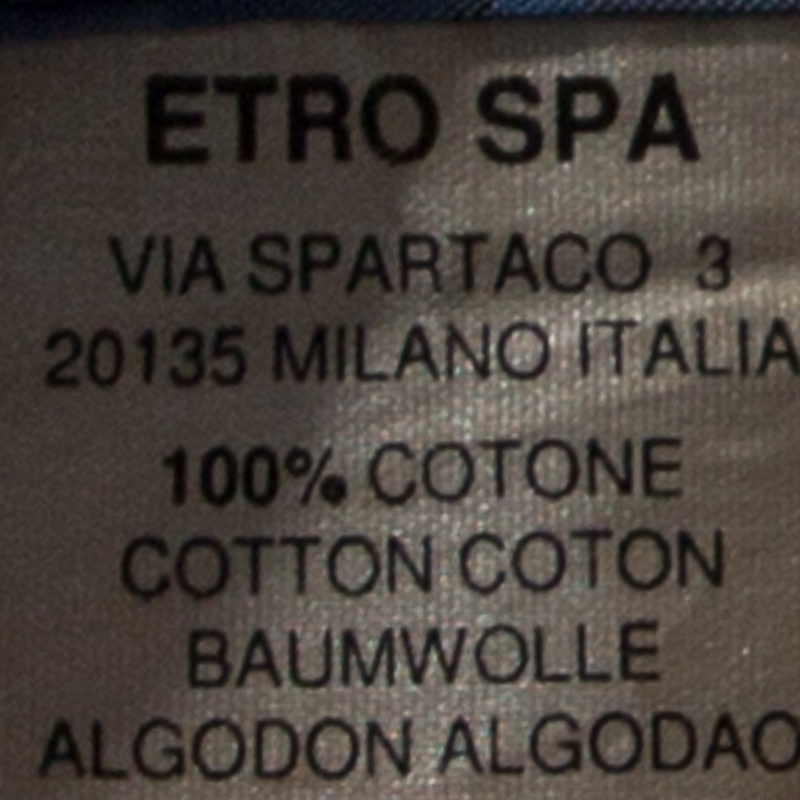 ETRO SPA
VIA SPARTACO 3
20135 MILANO ITALIA
100% COTONE
COTTON COTON
BAUMWOLLE
ALGODON ALGODAO